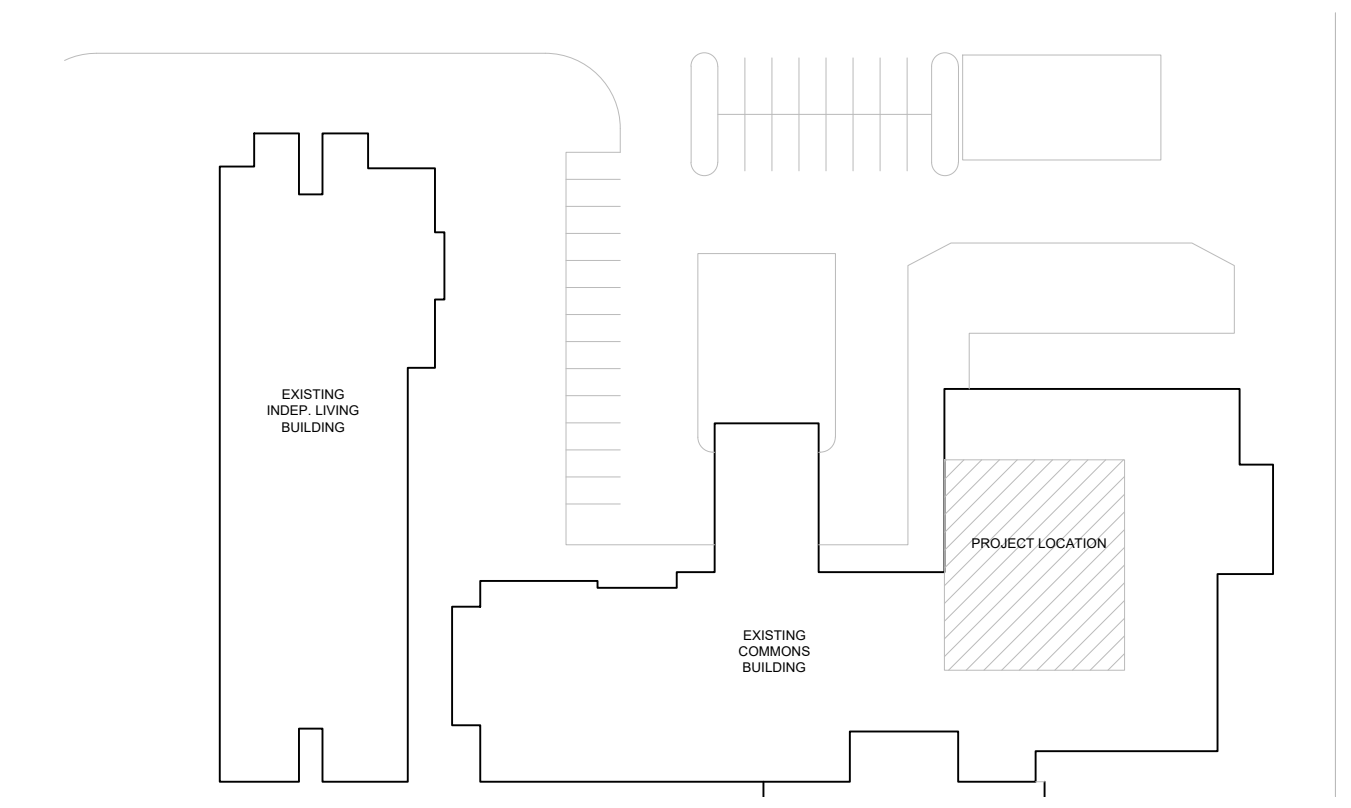 EXISTING
INDEP. LIVING
BUILDING
PROJECT LOCATION
EXISTING
COMMONS
BUILDING